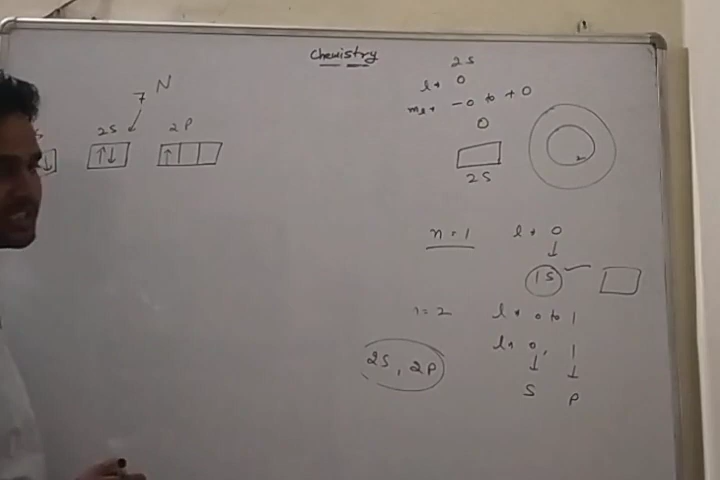 Chemistry
7 N
2S 2P
↑↓ ↑
2S
l → 0
ml → -0 to +0
0
2S
n = 1 l → 0
↓
1S
n = 2 l → 0 to 1
l → 0, 1
↓ ↓
S P
2S, 2P